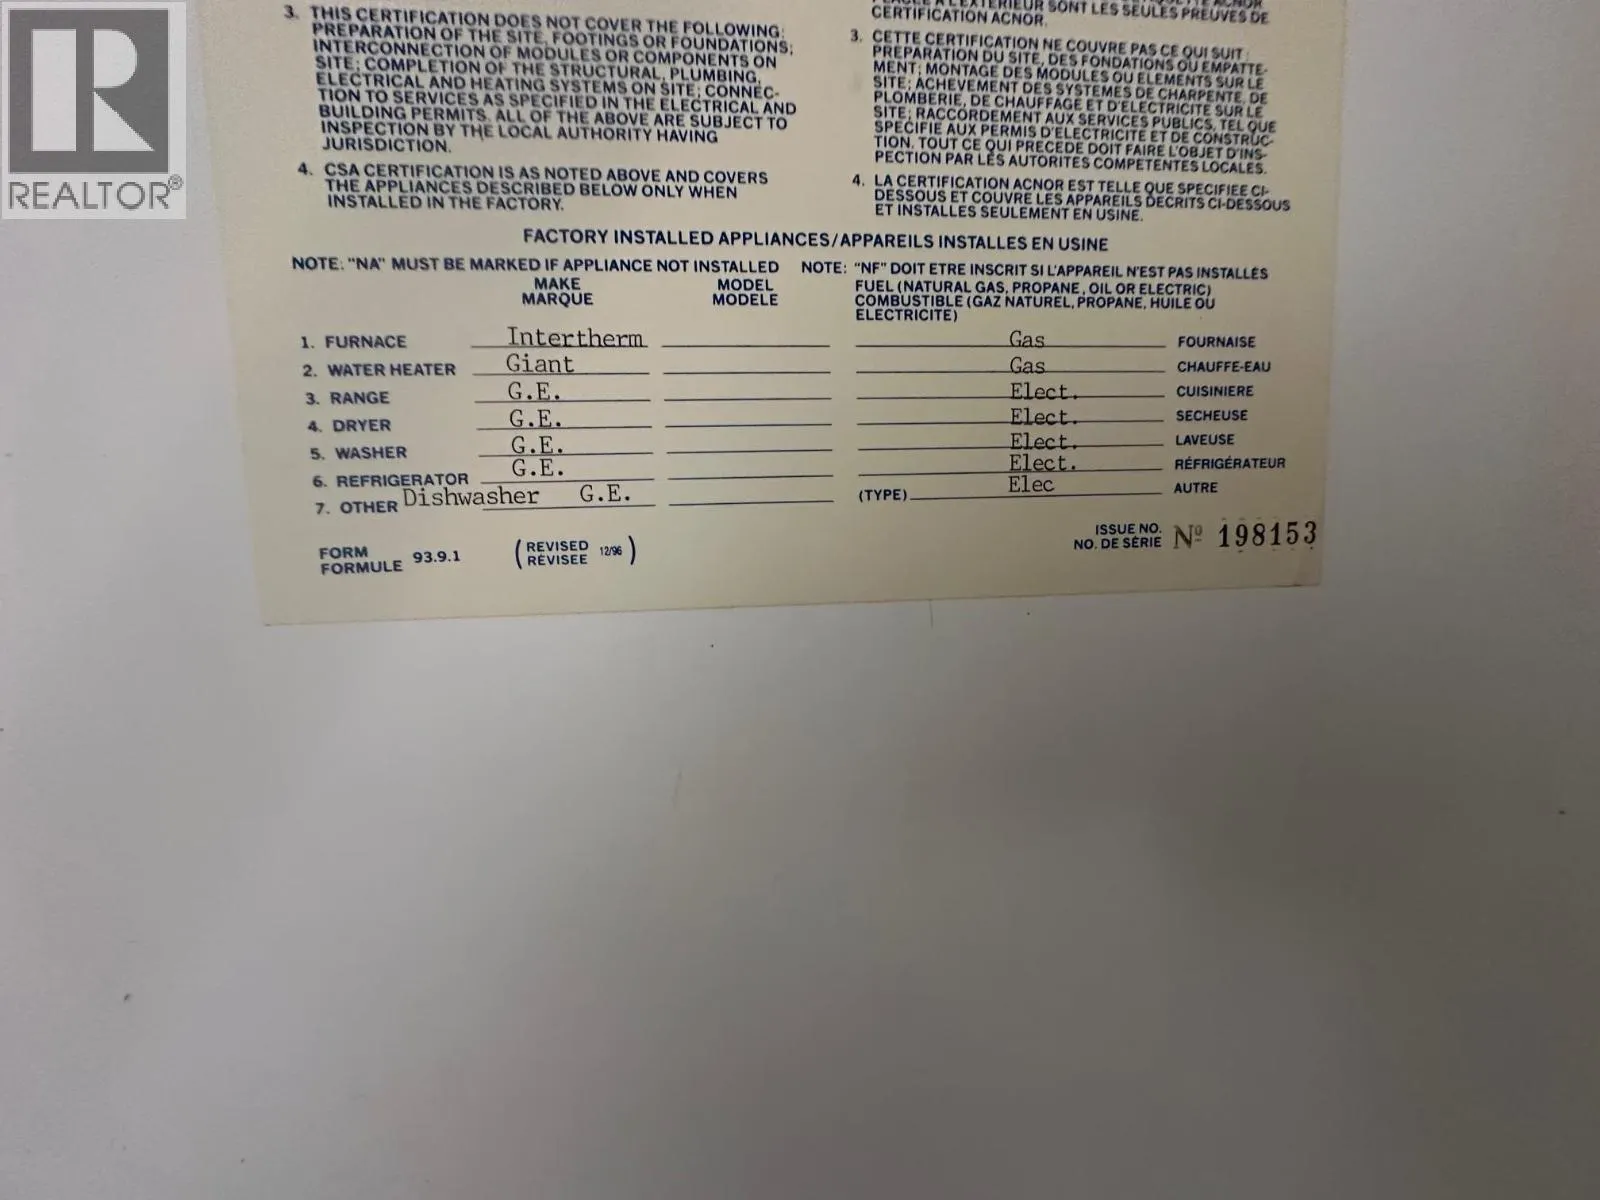 REALTOR®
3. THIS CERTIFICATION DOES NOT COVER THE FOLLOWING:
PREPARATION OF THE SITE, FOOTINGS OR FOUNDATIONS;
INTERCONNECTION OF MODULES OR COMPONENTS ON
SITE; COMPLETION OF THE STRUCTURAL, PLUMBING,
ELECTRICAL AND HEATING SYSTEMS ON SITE; CONNEC-
TION TO SERVICES AS SPECIFIED IN THE ELECTRICAL AND
BUILDING PERMITS. ALL OF THE ABOVE ARE SUBJECT TO
INSPECTION BY THE LOCAL AUTHORITY HAVING
JURISDICTION.
4. CSA CERTIFICATION IS AS NOTED ABOVE AND COVERS
THE APPLIANCES DESCRIBED BELOW ONLY WHEN
INSTALLED IN THE FACTORY.
A L'EXTERIEUR SONT LES SEULES PREUVES DE
CERTIFICATION ACNOR.
3. CETTE CERTIFICATION NE COUVRE PAS CE QUI SUIT :
PREPARATION DU SITE, DES FONDATIONS OU EMPATTE-
MENT; MONTAGE DES MODULES OU ELEMENTS SUR LE
SITE; ACHEVEMENT DES SYSTEMES DE CHARPENTE, DE
PLOMBERIE, DE CHAUFFAGE ET D'ELECTRICITE SUR LE
SITE; RACCORDEMENT AUX SERVICES PUBLICS, TEL QUE
SPECIFIE AUX PERMIS D'ELECTRICITE ET DE CONSTRUC-
TION. TOUT CE QUI PRECEDE DOIT FAIRE L'OBJET D'INS-
PECTION PAR LES AUTORITES COMPETENTES LOCALES.
4. LA CERTIFICATION ACNOR EST TELLE QUE SPECIFIEE CI-
DESSOUS ET COUVRE LES APPAREILS DECRITS CI-DESSOUS
ET INSTALLES SEULEMENT EN USINE.
FACTORY INSTALLED APPLIANCES/APPAREILS INSTALLES EN USINE
NOTE: "NA" MUST BE MARKED IF APPLIANCE NOT INSTALLED NOTE: "NF" DOIT ETRE INSCRIT SI L'APPAREIL N'EST PAS INSTALLÉS
MAKE MODEL FUEL (NATURAL GAS, PROPANE, OIL OR ELECTRIC)
MARQUE MODELE COMBUSTIBLE (GAZ NATUREL, PROPANE, HUILE OU
ELECTRICITE)
1. FURNACE Intertherm Gas FOURNAISE
2. WATER HEATER Giant Gas CHAUFFE-EAU
3. RANGE G.E. Elect. CUISINIERE
4. DRYER G.E. Elect. SECHEUSE
5. WASHER G.E. Elect. LAVEUSE
6. REFRIGERATOR G.E. Elect. RÉFRIGÉRATEUR
7. OTHER Dishwasher G.E. (TYPE) Elec AUTRE
FORM
FORMULE 93.9.1
(REVISED
RÉVISÉE 12/96)
ISSUE NO.
NO. DE SÉRIE Nº 198153